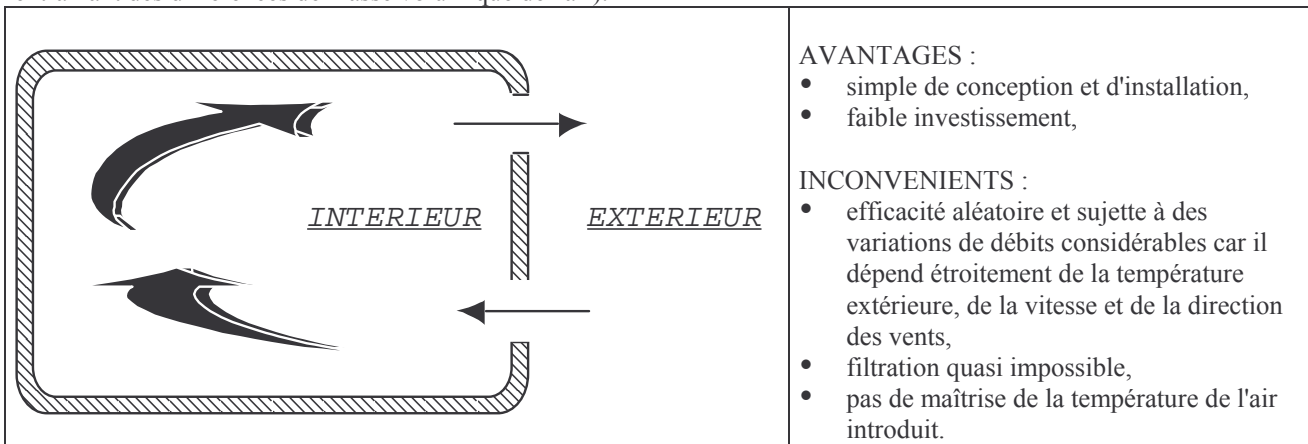 INTERIEUR
EXTERIEUR
AVANTAGES :
• simple de conception et d'installation,
• faible investissement,
INCONVENIENTS :
• efficacité aléatoire et sujette à des
variations de débits considérables car il
dépend étroitement de la température
extérieure, de la vitesse et de la direction
des vents,
• filtration quasi impossible,
• pas de maîtrise de la température de l'air
introduit.